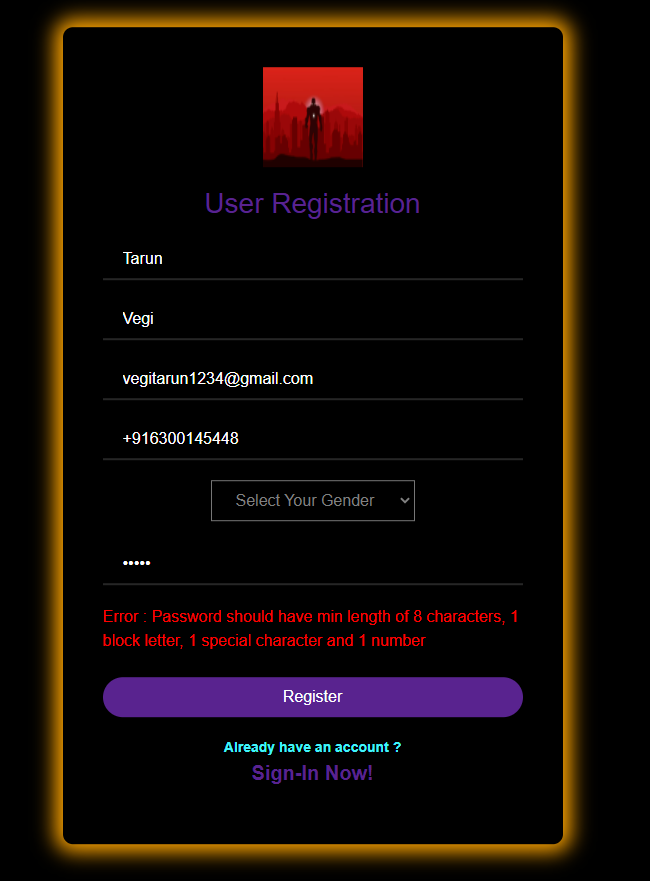 User Registration
Tarun
Vegi
vegitarun1234@gmail.com
+916300145448
Select Your Gender
•••••
Error : Password should have min length of 8 characters, 1
block letter, 1 special character and 1 number
Register
Already have an account ?
Sign-In Now!